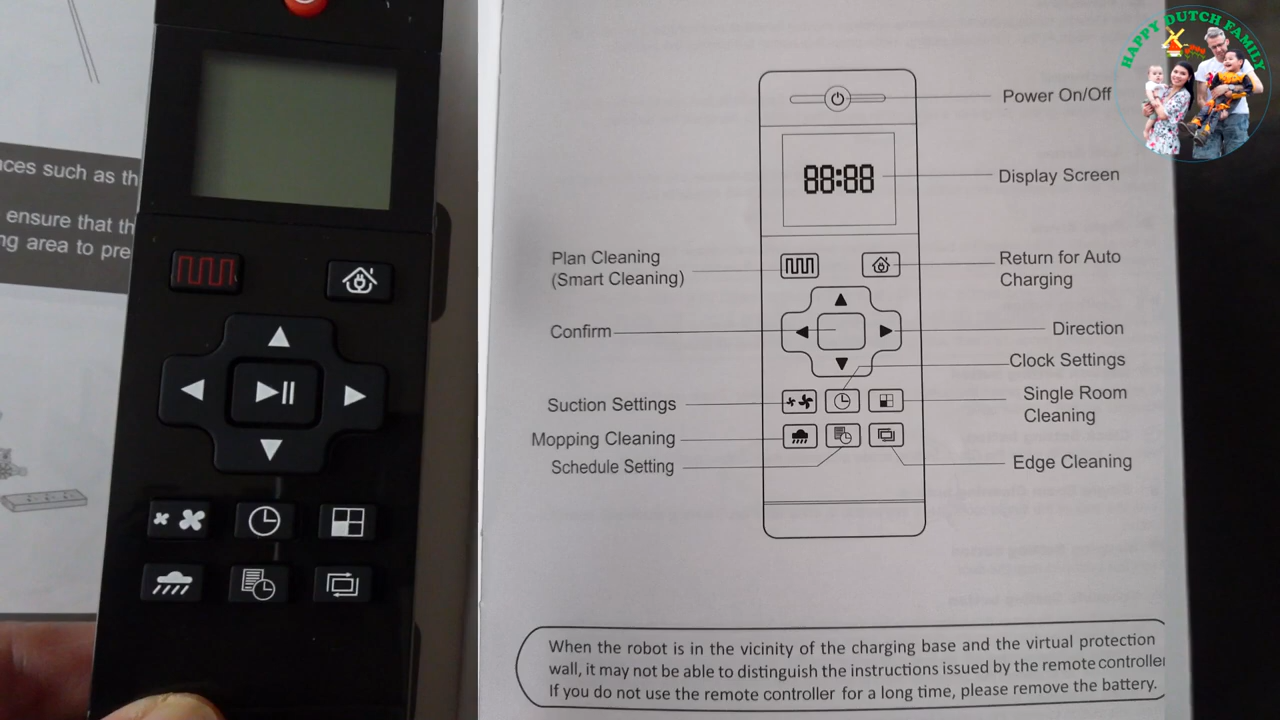 HAPPY DUTCH FAMILY
nces such as th
ensure that th
ng area to pre
Power On/Off
88:88
Display Screen
Plan Cleaning
(Smart Cleaning)
Return for Auto
Charging
Confirm
Direction
Clock Settings
Suction Settings
Single Room
Cleaning
Mopping Cleaning
Schedule Setting
Edge Cleaning
When the robot is in the vicinity of the charging base and the virtual protection
wall, it may not be able to distinguish the instructions issued by the remote controller
If you do not use the remote controller for a long time, please remove the battery.